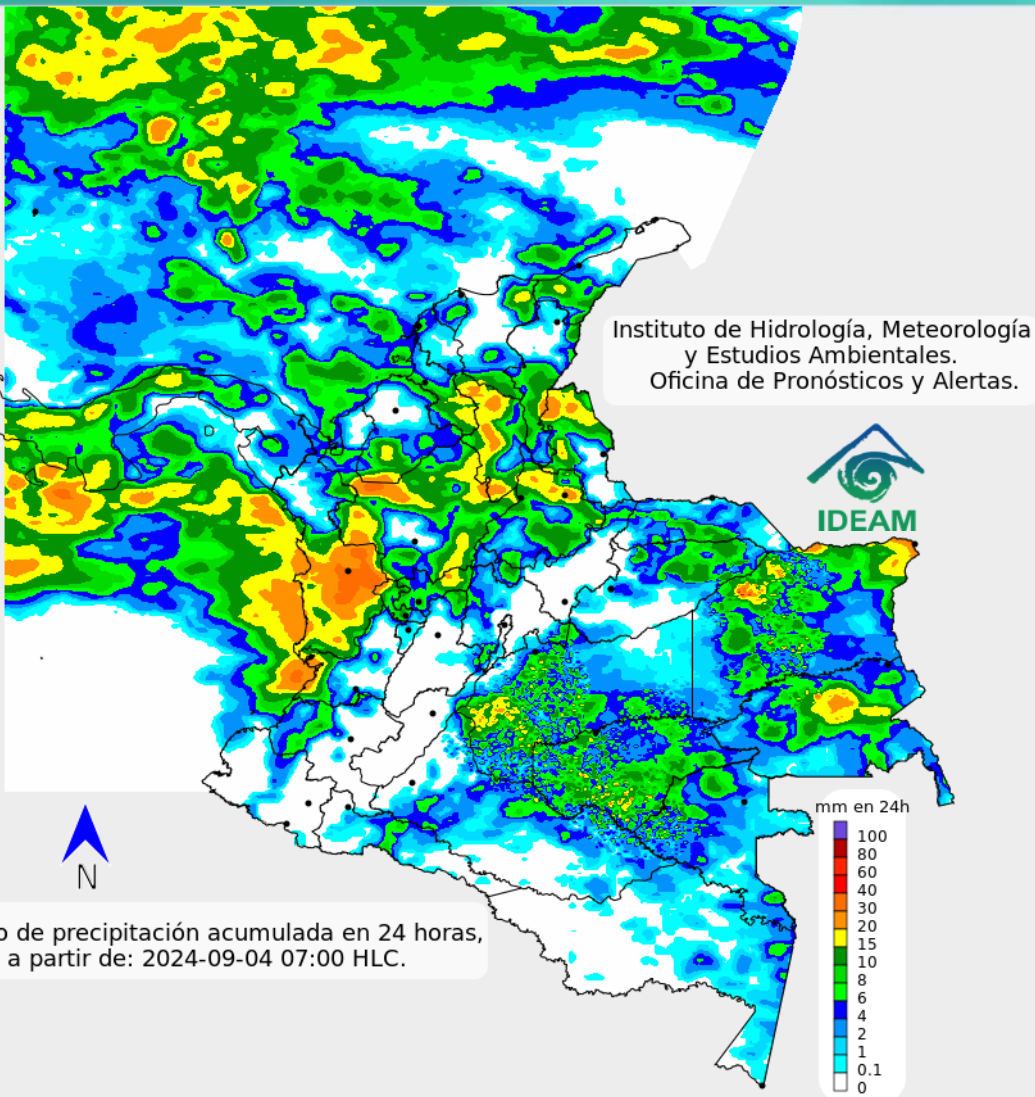 Instituto de Hidrología, Meteorología
y Estudios Ambientales.
Oficina de Pronósticos y Alertas.
IDEAM
mm en 24h
100
80
60
40
30
20
15
10
8
6
4
2
1
0.1
0
N
o de precipitación acumulada en 24 horas,
a partir de: 2024-09-04 07:00 HLC.